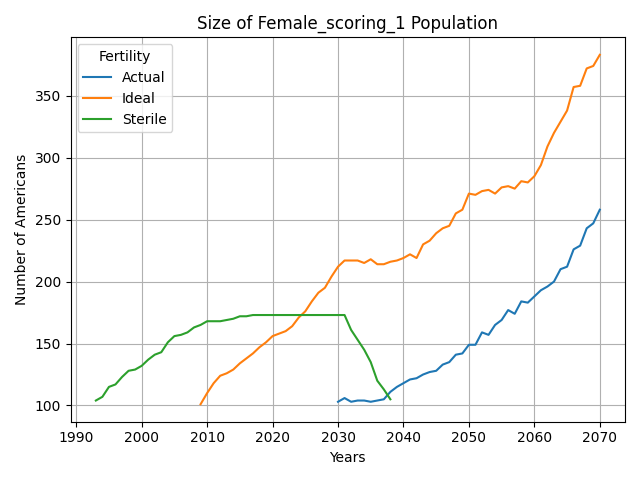 Size of Female_scoring_1 Population
Fertility
Actual
Ideal
Sterile
Number of Americans
350
300
250
200
150
100
1990 2000 2010 2020 2030 2040 2050 2060 2070
Years